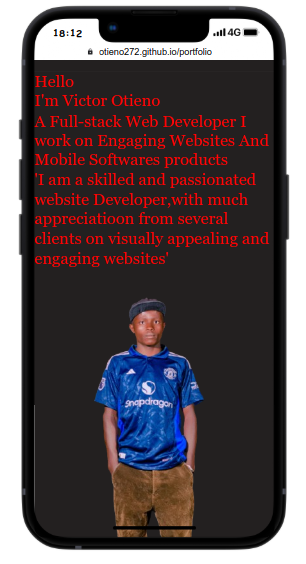 18:12
4G
otieno272.github.io/portfolio
Hello
I'm Victor Otieno
A Full-stack Web Developer I
work on Engaging Websites And
Mobile Softwares products
'I am a skilled and passionated
website Developer,with much
appreciatioon from several
clients on visually appealing and
engaging websites'
Snapdragon